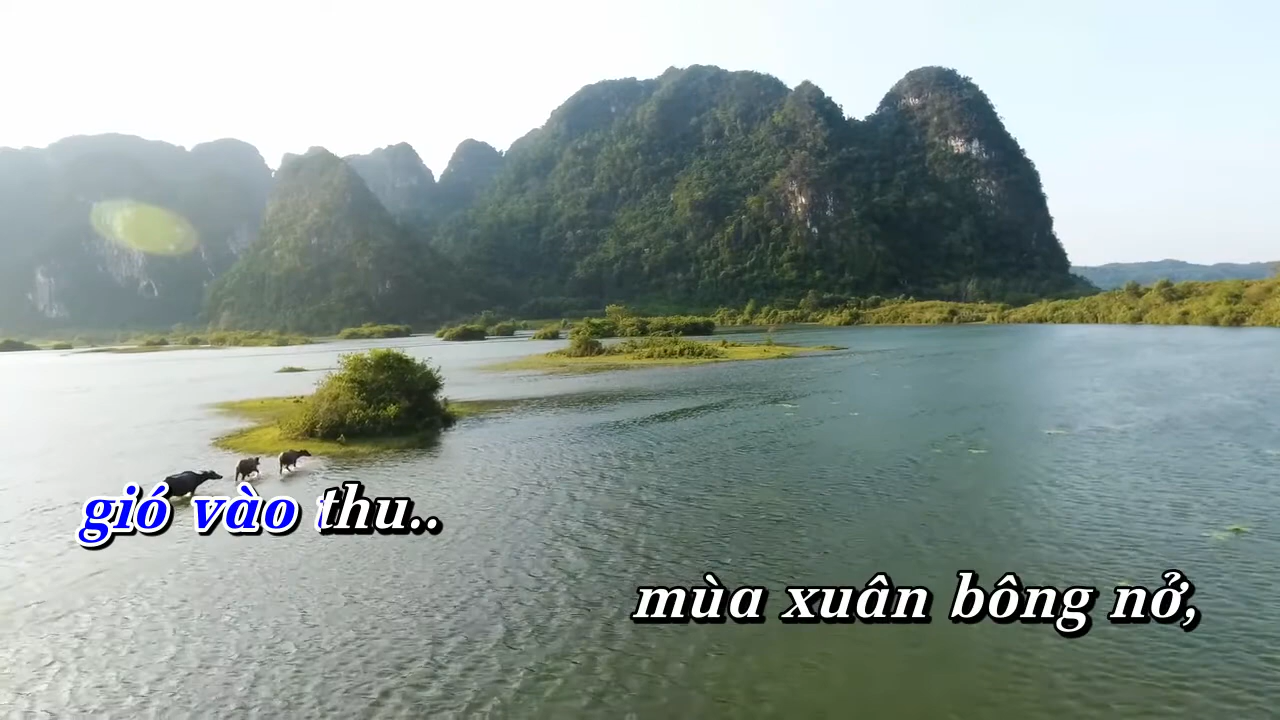 gió vào thu..
mùa xuân bông nở,